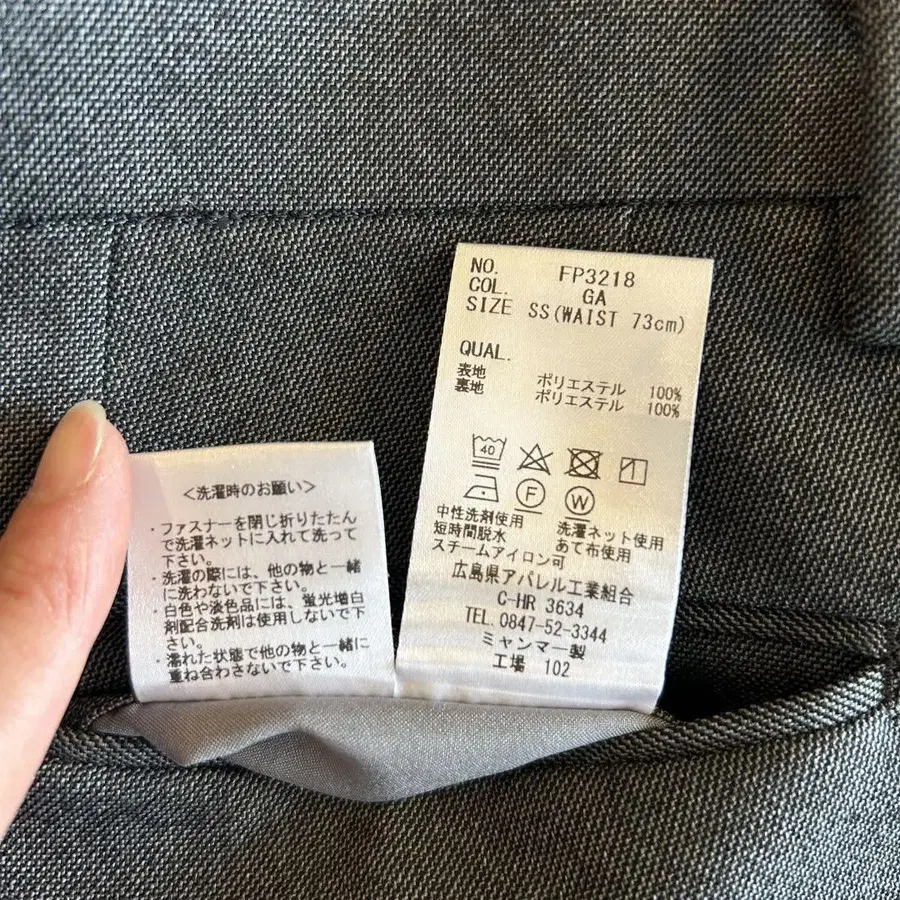 <洗濯時のお願い>
・ファスナーを閉じ折りたたん
で洗濯ネットに入れて洗って
下さい。
・洗濯の際には、他の物と一緒
に洗わないで下さい。
・白色や淡色品には、蛍光増白
剤配合洗剤は使用しないで下
さい。
・濡れた状態で他の物と一緒に
重ね合わさないで下さい。
NO. FP3218
COL. GA
SIZE SS(WAIST 73cm)
QUAL.
表地 ポリエステル 100%
裏地 ポリエステル 100%
40
F W
中性洗剤使用 洗濯ネット使用
短時間脱水 あて布使用
スチームアイロン可
広島県アパレル工業組合
C-HR 3634
TEL. 0847-52-3344
ミャンマー製
工場 102